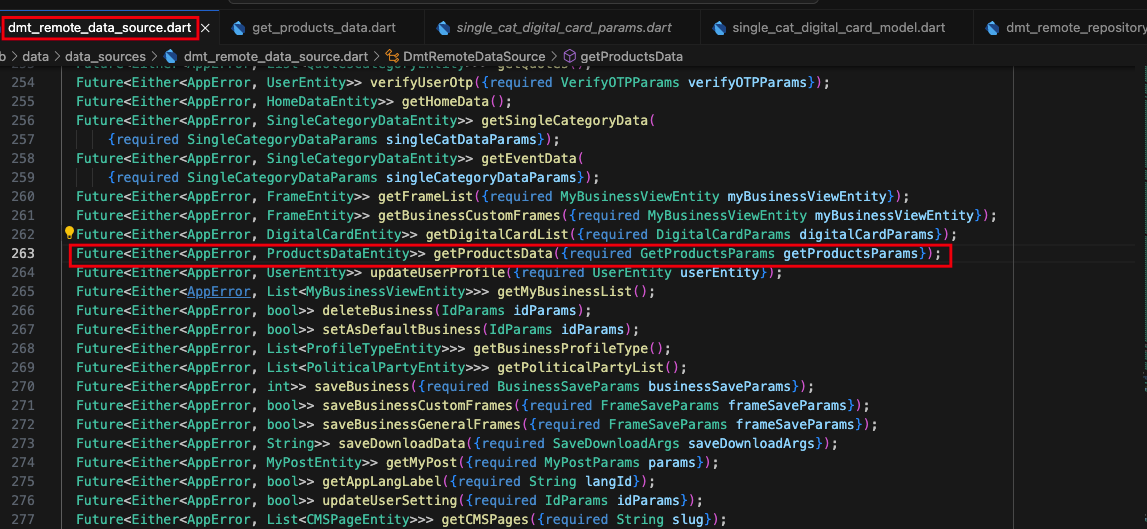 dmt_remote_data_source.dart ×
get_products_data.dart
single_cat_digital_card_params.dart
single_cat_digital_card_model.dart
dmt_remote_repository
b > data > data_sources > dmt_remote_data_source.dart > DmtRemoteDataSource > getProductsData
254 Future<Either<AppError, UserEntity>> verifyUserOtp({required VerifyOTPParams verifyOTPParams});
255 Future<Either<AppError, HomeDataEntity>> getHomeData();
256 Future<Either<AppError, SingleCategoryDataEntity>> getSingleCategoryData(
257 {required SingleCategoryDataParams singleCatDataParams});
258 Future<Either<AppError, SingleCategoryDataEntity>> getEventData(
259 {required SingleCategoryDataParams singleCategoryDataParams});
260 Future<Either<AppError, FrameEntity>> getFrameList({required MyBusinessViewEntity myBusinessViewEntity});
261 Future<Either<AppError, FrameEntity>> getBusinessCustomFrames({required MyBusinessViewEntity myBusinessViewEntity});
262 Future<Either<AppError, DigitalCardEntity>> getDigitalCardList({required DigitalCardParams digitalCardParams});
263 Future<Either<AppError, ProductsDataEntity>> getProductsData({required GetProductsParams getProductsParams});
264 Future<Either<AppError, UserEntity>> updateUserProfile({required UserEntity userEntity});
265 Future<Either<AppError, List<MyBusinessViewEntity>>> getMyBusinessList();
266 Future<Either<AppError, bool>> deleteBusiness(IdParams idParams);
267 Future<Either<AppError, bool>> setAsDefaultBusiness(IdParams idParams);
268 Future<Either<AppError, List<ProfileTypeEntity>>> getBusinessProfileType();
269 Future<Either<AppError, List<PoliticalPartyEntity>>> getPoliticalPartyList();
270 Future<Either<AppError, int>> saveBusiness({required BusinessSaveParams businessSaveParams});
271 Future<Either<AppError, bool>> saveBusinessCustomFrames({required FrameSaveParams frameSaveParams});
272 Future<Either<AppError, bool>> saveBusinessGeneralFrames({required FrameSaveParams frameSaveParams});
273 Future<Either<AppError, String>> saveDownloadData({required SaveDownloadArgs saveDownloadArgs});
274 Future<Either<AppError, MyPostEntity>> getMyPost({required MyPostParams params});
275 Future<Either<AppError, bool>> getAppLangLabel({required String langId});
276 Future<Either<AppError, bool>> updateUserSetting({required IdParams idParams});
277 Future<Either<AppError, List<CMSPageEntity>>> getCMSPages({required String slug});